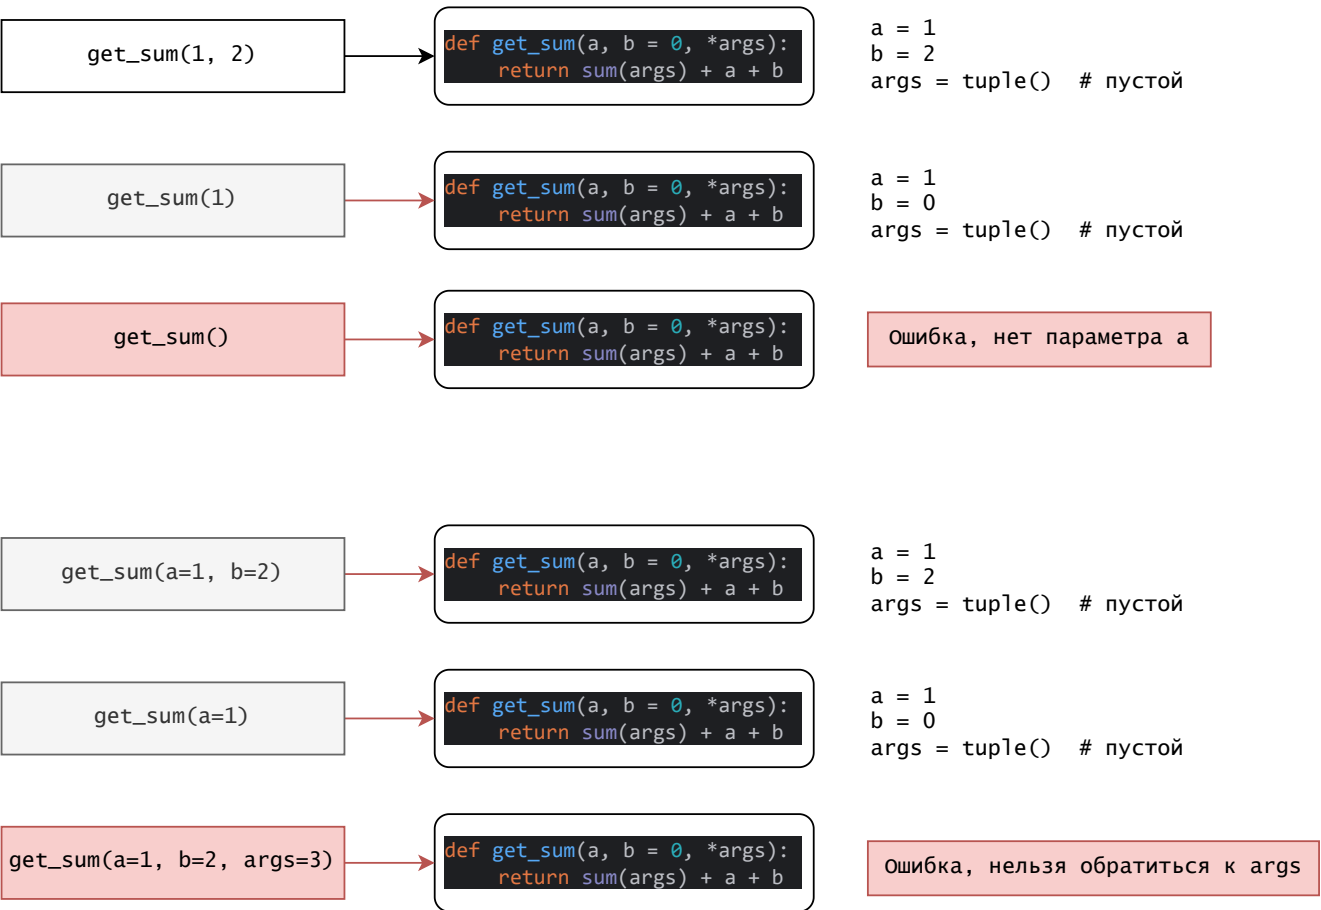 get_sum(1, 2)
def get_sum(a, b = 0, *args):
return sum(args) + a + b
a = 1
b = 2
args = tuple()  # пустой
get_sum(1)
def get_sum(a, b = 0, *args):
return sum(args) + a + b
a = 1
b = 0
args = tuple()  # пустой
get_sum()
def get_sum(a, b = 0, *args):
return sum(args) + a + b
Ошибка, нет параметра a
get_sum(a=1, b=2)
def get_sum(a, b = 0, *args):
return sum(args) + a + b
a = 1
b = 2
args = tuple()  # пустой
get_sum(a=1)
def get_sum(a, b = 0, *args):
return sum(args) + a + b
a = 1
b = 0
args = tuple()  # пустой
get_sum(a=1, b=2, args=3)
def get_sum(a, b = 0, *args):
return sum(args) + a + b
Ошибка, нельзя обратиться к args